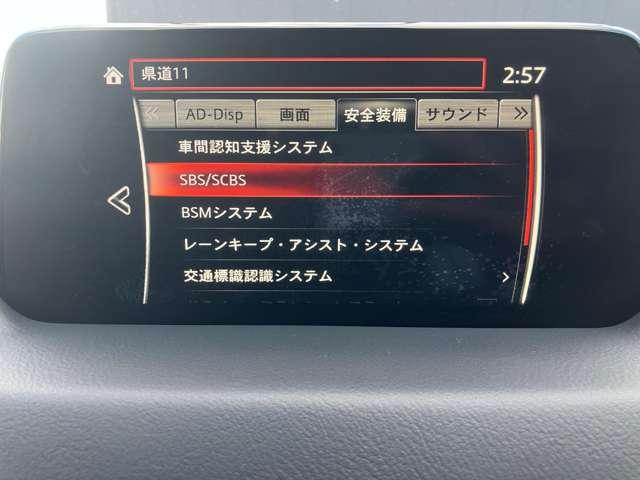 県道11 2:57
AD-Disp 画面 安全装備 サウンド
車間認知支援システム
SBS/SCBS
BSMシステム
レーンキープ・アシスト・システム
交通標識認識システム